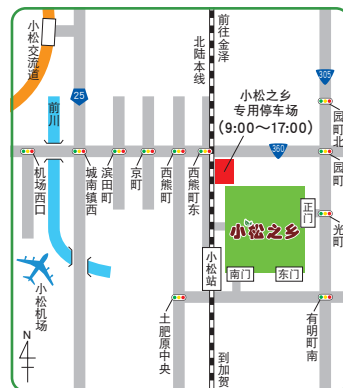 小松交流道
前往金泽
北陆本线
305
25
小松之乡
专用停车场
(9:00～17:00)
园町北
前川
360
机场西口
城南镇西
滨田町
京町
西熊町
西熊町东
园町
正门
光町
小松之乡
小松机场
小松站
南门
东门
土肥原中央
有明町南
N
到加贺